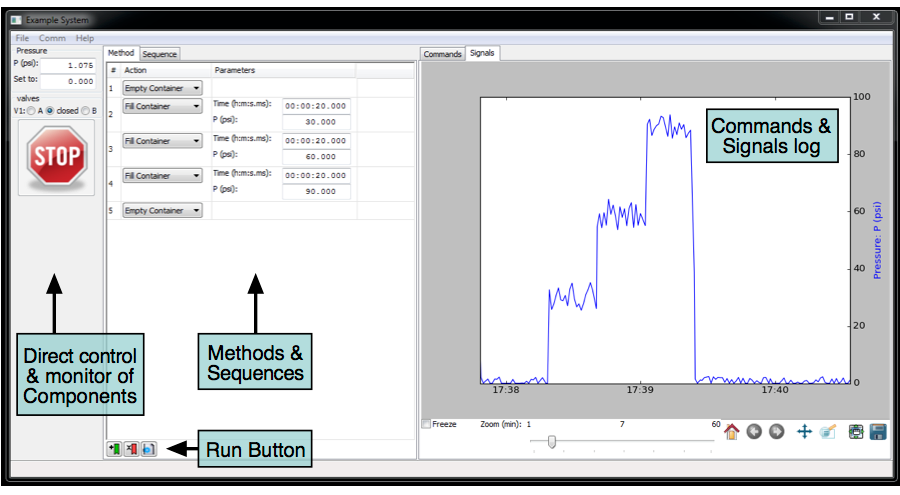 Example System
File Comm Help
Pressure
P (psi): 1.075
Set to: 0.000
valves
V1: A closed B
STOP
Method Sequence
# Action Parameters
1 Empty Container
2 Fill Container Time (h:m:s.ms): 00:00:20.000
P (psi): 30.000
3 Fill Container Time (h:m:s.ms): 00:00:20.000
P (psi): 60.000
4 Fill Container Time (h:m:s.ms): 00:00:20.000
P (psi): 90.000
5 Empty Container
Direct control
& monitor of
Components
Methods &
Sequences
Run Button
Commands Signals
Commands &
Signals log
100
80
60
40
20
0
Pressure: P (psi)
17:38 17:39 17:40
Freeze Zoom (min): 1 7 60